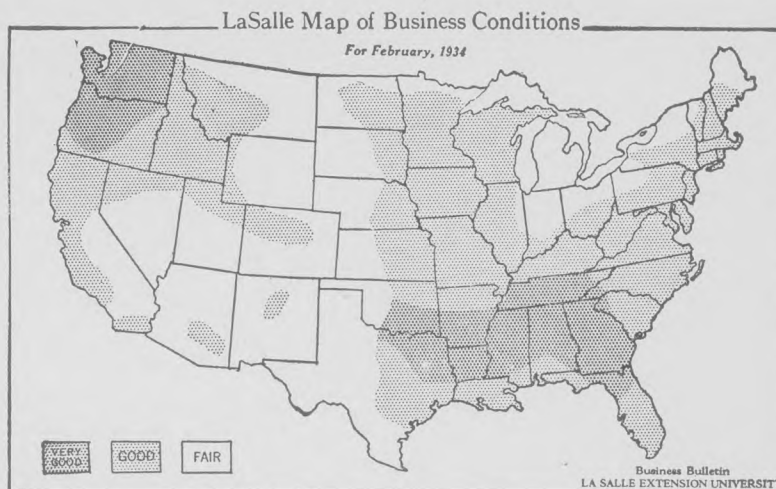 LaSalle Map of Business Conditions
For February, 1934
VERY GOOD
GOOD
FAIR
Business Bulletin
LA SALLE EXTENSION UNIVERSIT